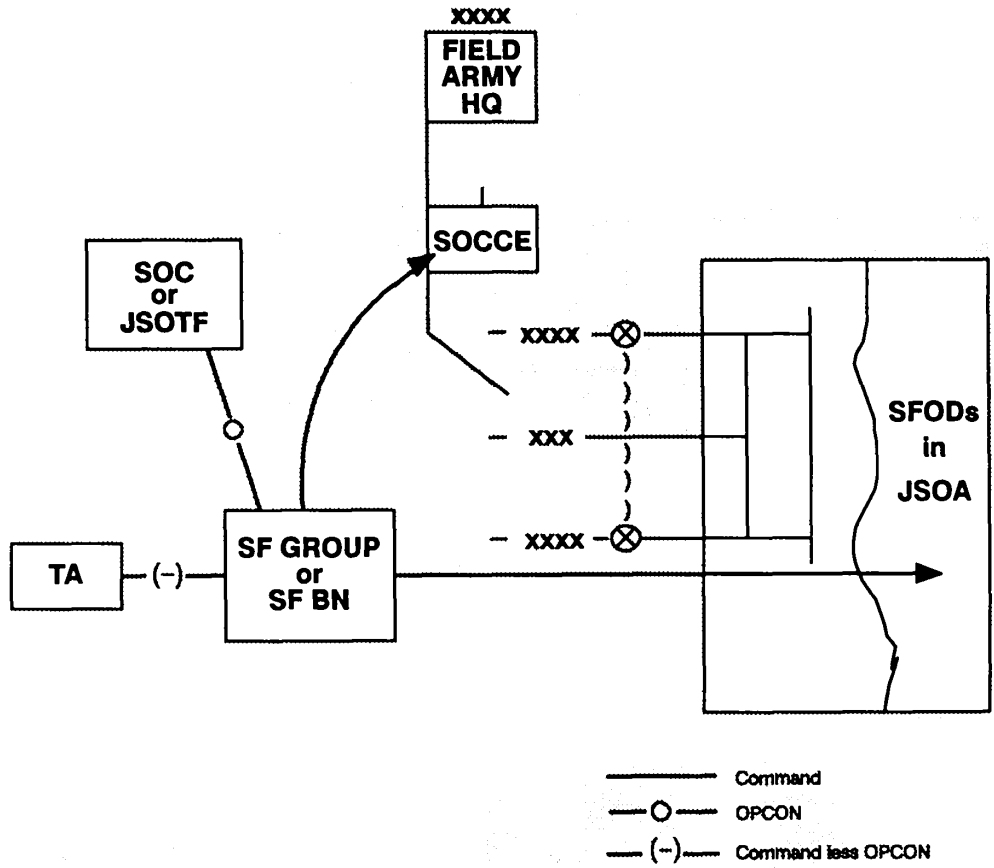 XXXX
FIELD
ARMY
HQ
SOCCE
SOC
or
JSOTF
XXXX
XXX
XXXX
SFODs
in
JSOA
SF GROUP
or
SF BN
TA
(-)
Command
OPCON
(-)
Command less OPCON